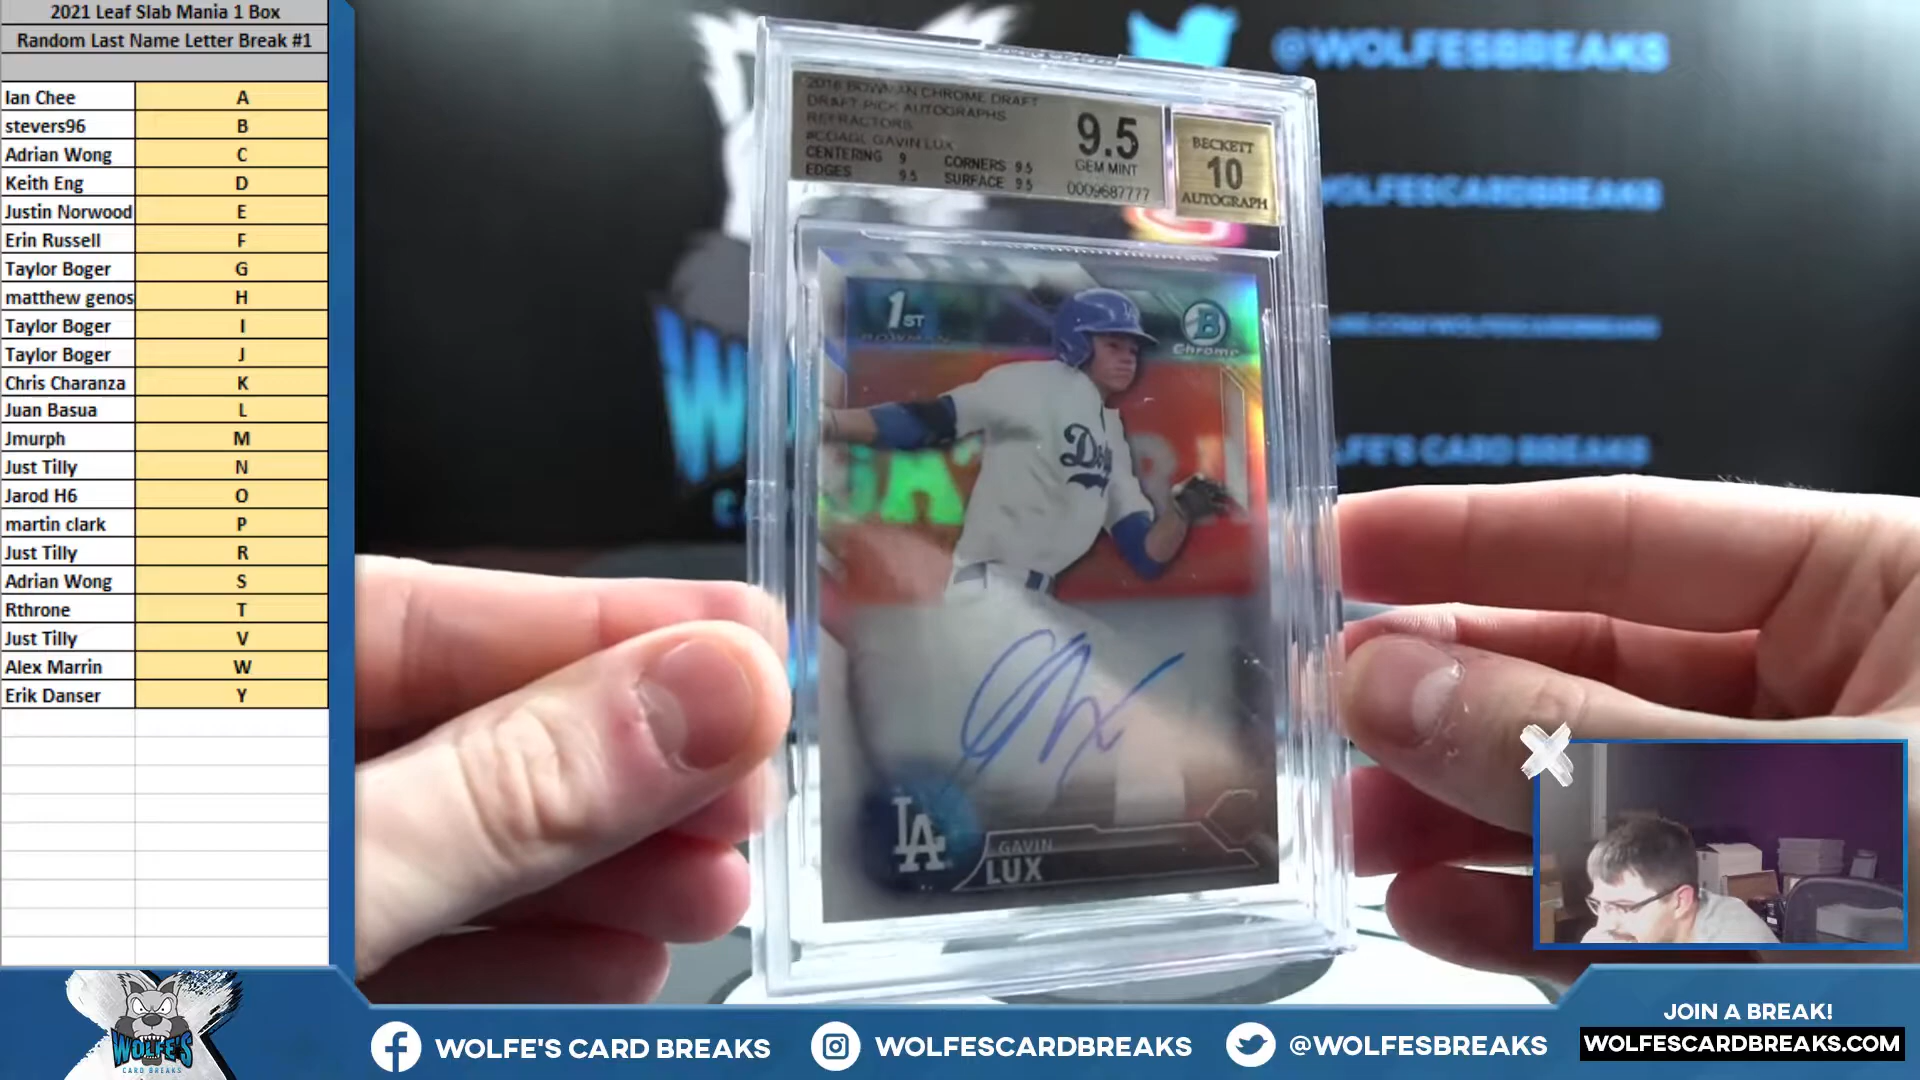 2021 Leaf Slab Mania 1 Box
Random Last Name Letter Break #1
Ian Chee A
stevers96 B
Adrian Wong C
Keith Eng D
Justin Norwood E
Erin Russell F
Taylor Boger G
matthew genos H
Taylor Boger I
Taylor Boger J
Chris Charanza K
Juan Basua L
Jmurph M
Just Tilly N
Jarod H6 O
martin clark P
Just Tilly R
Adrian Wong S
Rthrone T
Just Tilly V
Alex Marrin W
Erik Danser Y
@WOLFESBREAKS
2016 BOWMAN CHROME DRAFT
DRAFT PICK AUTOGRAPHS
REFRACTORS
#CDAGL GAVIN LUX
CENTERING 9 CORNERS 9.5
EDGES 9.5 SURFACE 9.5
9.5
GEM MINT
0009687777
BECKETT
10
AUTOGRAPH
WOLFESCARDBREAKS
1ST
BOWMAN
B
Chrome
Dod
WOLFE'S CARD BREAKS
LA
GAVIN
LUX
WOLFE'S
CARD BREAKS
WOLFE'S CARD BREAKS
WOLFESCARDBREAKS
@WOLFESBREAKS
JOIN A BREAK!
WOLFESCARDBREAKS.COM